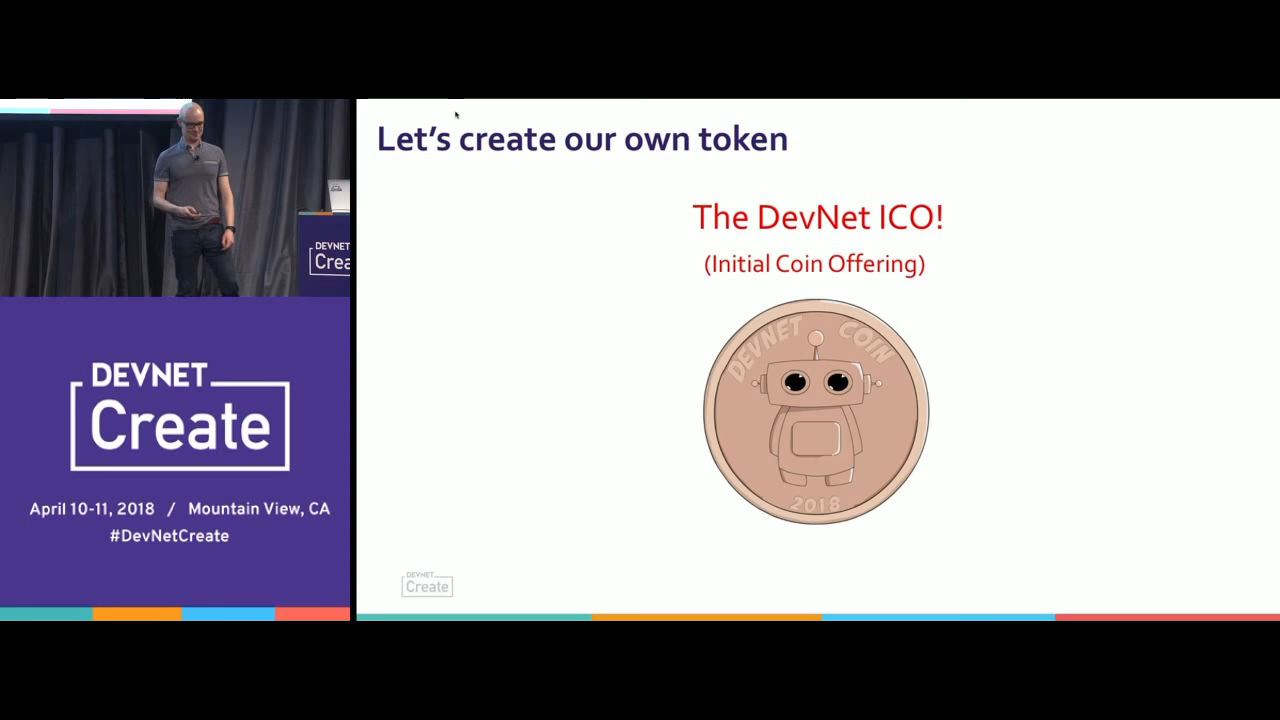 Let's create our own token
The DevNet ICO!
(Initial Coin Offering)
DEVNET COIN
2018
DEVNET
Create
DEVNET
Crea
DEVNET
Create
April 10-11, 2018 / Mountain View, CA
#DevNetCreate